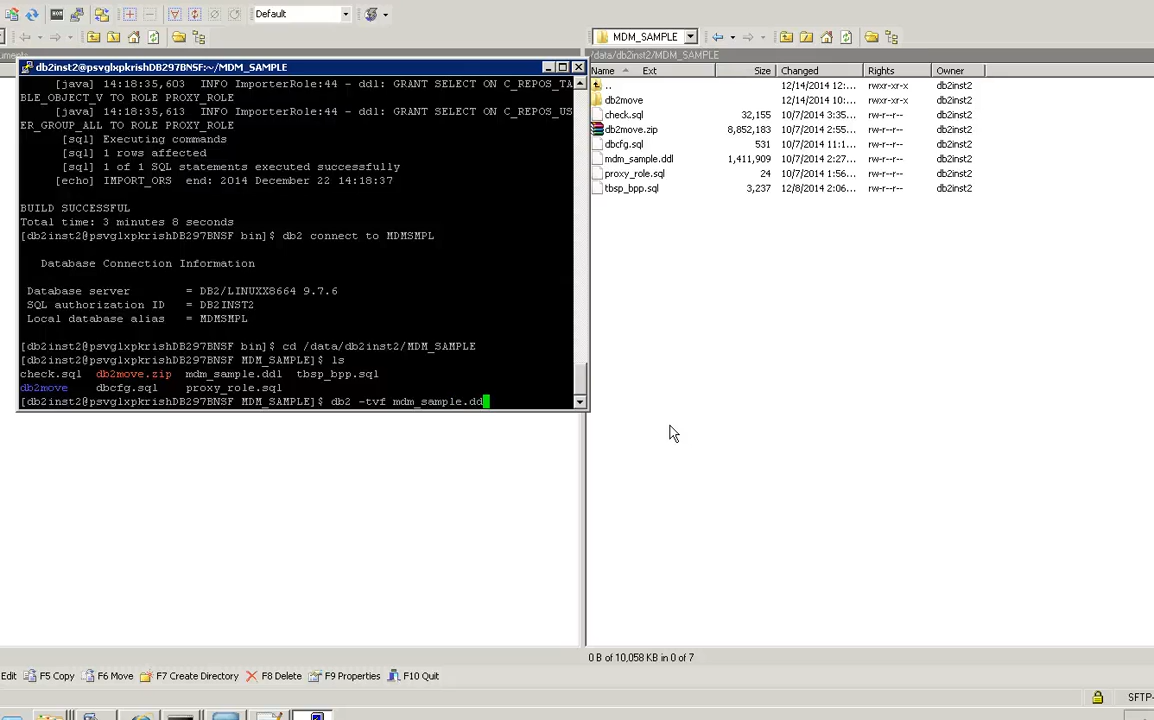 Default
MDM_SAMPLE
/data/db2inst2/MDM_SAMPLE
Name Ext Size Changed Rights Owner
.. 12/14/2014 12:... rwxr-xr-x db2inst2
db2move 12/14/2014 10:... rwxr-xr-x db2inst2
check.sql 32,155 10/7/2014 3:35... rw-r--r-- db2inst2
db2move.zip 8,852,183 10/7/2014 2:55... rw-r--r-- db2inst2
dbcfg.sql 531 10/7/2014 11:1... rw-r--r-- db2inst2
mdm_sample.ddl 1,411,909 10/7/2014 2:27... rw-r--r-- db2inst2
proxy_role.sql 24 10/7/2014 1:56... rw-r--r-- db2inst2
tbsp_bpp.sql 3,237 12/8/2014 2:06... rw-r--r-- db2inst2
db2inst2@psvglxpkrishDB297BNSF:~/MDM_SAMPLE
[java] 14:18:35,603 INFO ImporterRole:44 - ddl: GRANT SELECT ON C_REPOS_TA
BLE_OBJECT_V TO ROLE PROXY_ROLE
[java] 14:18:35,613 INFO ImporterRole:44 - ddl: GRANT SELECT ON C_REPOS_US
ER_GROUP_ALL TO ROLE PROXY_ROLE
[sql] Executing commands
[sql] 1 rows affected
[sql] 1 of 1 SQL statements executed successfully
[echo] IMPORT_ORS end: 2014 December 22 14:18:37
BUILD SUCCESSFUL
Total time: 3 minutes 8 seconds
[db2inst2@psvglxpkrishDB297BNSF bin]$ db2 connect to MDMSMPL
Database Connection Information
Database server = DB2/LINUXX8664 9.7.6
SQL authorization ID = DB2INST2
Local database alias = MDMSMPL
[db2inst2@psvglxpkrishDB297BNSF bin]$ cd /data/db2inst2/MDM_SAMPLE
[db2inst2@psvglxpkrishDB297BNSF MDM_SAMPLE]$ ls
check.sql db2move.zip mdm_sample.ddl tbsp_bpp.sql
db2move dbcfg.sql proxy_role.sql
[db2inst2@psvglxpkrishDB297BNSF MDM_SAMPLE]$ db2 -tvf mdm_sample.dd
0 B of 10,058 KB in 0 of 7
Edit F5 Copy F6 Move F7 Create Directory F8 Delete F9 Properties F10 Quit
SFTP-